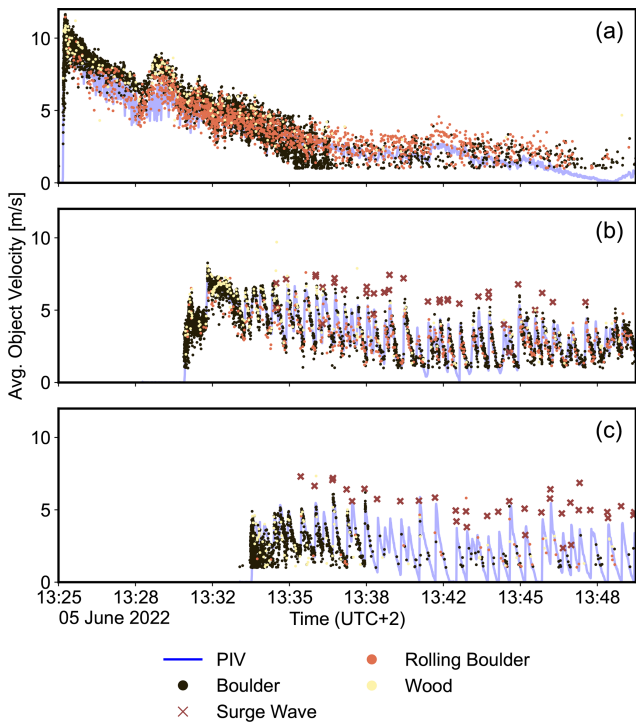 (a)
10
5
0
(b)
10
5
0
(c)
10
5
0
Avg. Object Velocity [m/s]
13:25 13:28 13:32 13:35 13:38 13:42 13:45 13:48
05 June 2022
Time (UTC+2)
PIV
Rolling Boulder
Boulder
Wood
Surge Wave